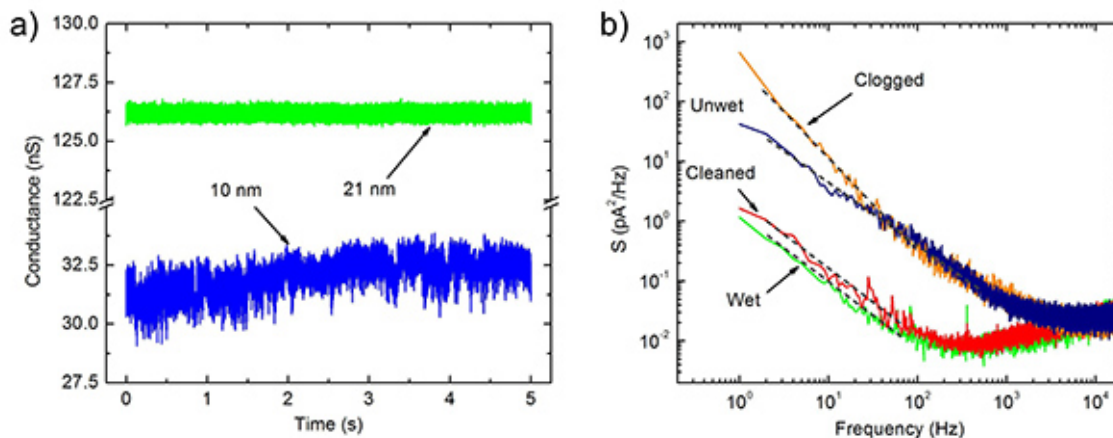 a)
130.0
127.5
125.0
122.5
32.5
30.0
27.5
Conductance (nS)
10 nm
21 nm
0 1 2 3 4 5
Time (s)
b)
10³
10²
10¹
10⁰
10⁻¹
10⁻²
S (pA²/Hz)
Unwet
Clogged
Cleaned
Wet
10⁰ 10¹ 10² 10³ 10⁴
Frequency (Hz)